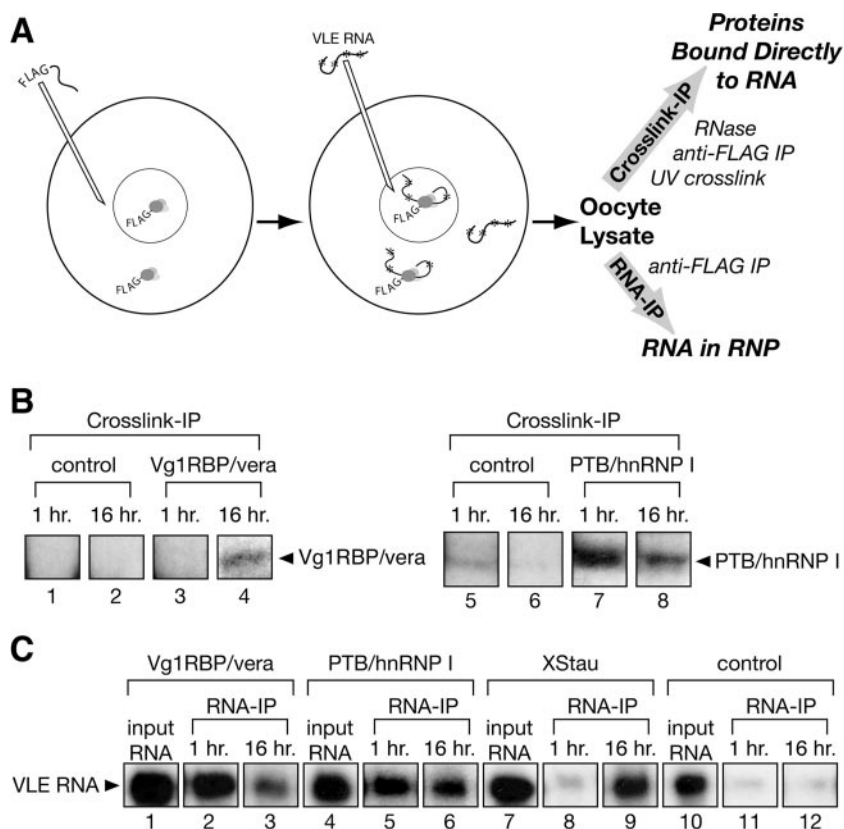 A
FLAG
FLAG
FLAG
VLE RNA
FLAG
FLAG
Proteins
Bound Directly
to RNA
Crosslink-IP
RNase
anti-FLAG IP
UV crosslink
Oocyte
Lysate
RNA-IP
anti-FLAG IP
RNA in RNP
B
Crosslink-IP
control Vg1RBP/vera
1 hr. 16 hr. 1 hr. 16 hr.
Vg1RBP/vera
1 2 3 4
Crosslink-IP
control PTB/hnRNP I
1 hr. 16 hr. 1 hr. 16 hr.
PTB/hnRNP I
5 6 7 8
C
Vg1RBP/vera PTB/hnRNP I XStau control
input RNA-IP input RNA-IP input RNA-IP input RNA-IP
RNA 1 hr. 16 hr. RNA 1 hr. 16 hr. RNA 1 hr. 16 hr. RNA 1 hr. 16 hr.
VLE RNA
1 2 3 4 5 6 7 8 9 10 11 12